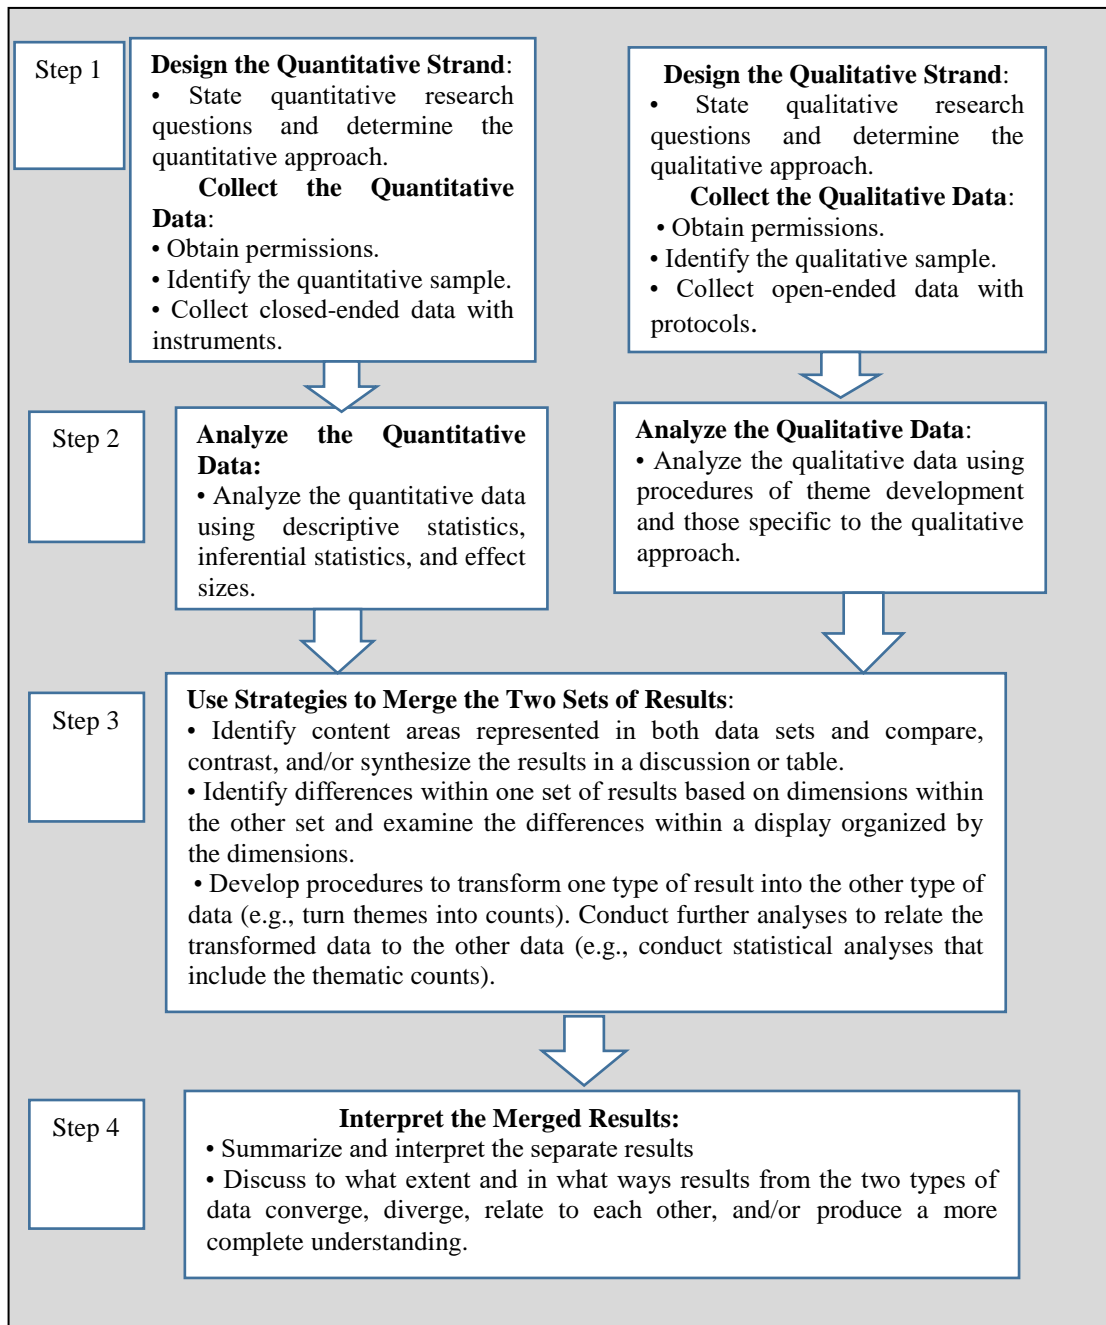 Step 1
Design the Quantitative Strand:
• State quantitative research
questions and determine the
quantitative approach.
Collect the Quantitative
Data:
• Obtain permissions.
• Identify the quantitative sample.
• Collect closed-ended data with
instruments.
Design the Qualitative Strand:
• State qualitative research
questions and determine the
qualitative approach.
Collect the Qualitative Data:
• Obtain permissions.
• Identify the qualitative sample.
• Collect open-ended data with
protocols.
Step 2
Analyze the Quantitative
Data:
• Analyze the quantitative data
using descriptive statistics,
inferential statistics, and effect
sizes.
Analyze the Qualitative Data:
• Analyze the qualitative data using
procedures of theme development
and those specific to the qualitative
approach.
Step 3
Use Strategies to Merge the Two Sets of Results:
• Identify content areas represented in both data sets and compare,
contrast, and/or synthesize the results in a discussion or table.
• Identify differences within one set of results based on dimensions within
the other set and examine the differences within a display organized by
the dimensions.
• Develop procedures to transform one type of result into the other type of
data (e.g., turn themes into counts). Conduct further analyses to relate the
transformed data to the other data (e.g., conduct statistical analyses that
include the thematic counts).
Step 4
Interpret the Merged Results:
• Summarize and interpret the separate results
• Discuss to what extent and in what ways results from the two types of
data converge, diverge, relate to each other, and/or produce a more
complete understanding.